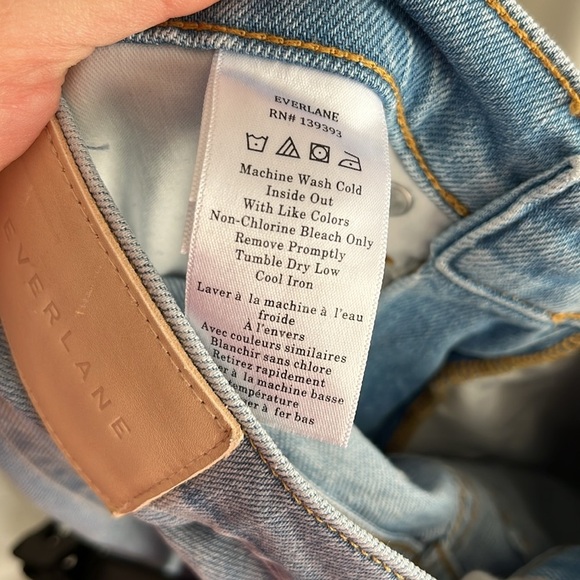 EVERLANE
RN# 139393
Machine Wash Cold
Inside Out
With Like Colors
Non-Chlorine Bleach Only
Remove Promptly
Tumble Dry Low
Cool Iron
Laver à la machine à l'eau
froide
À l'envers
Avec couleurs similaires
Blanchir sans chlore
Retirez rapidement
er à la machine basse
température
er à fer bas
EVERLANE